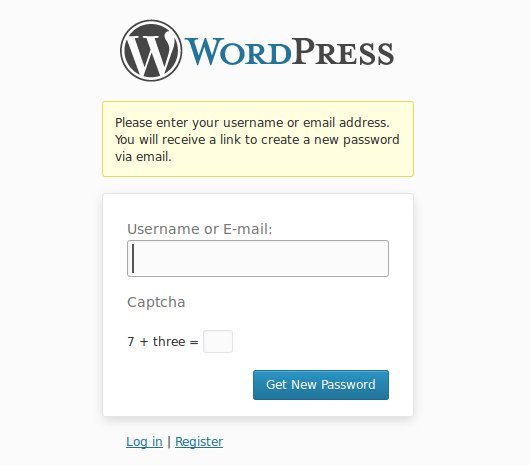 WORDPRESS
Please enter your username or email address.
You will receive a link to create a new password
via email.
Username or E-mail:
Captcha
7 + three =
Get New Password
Log in | Register